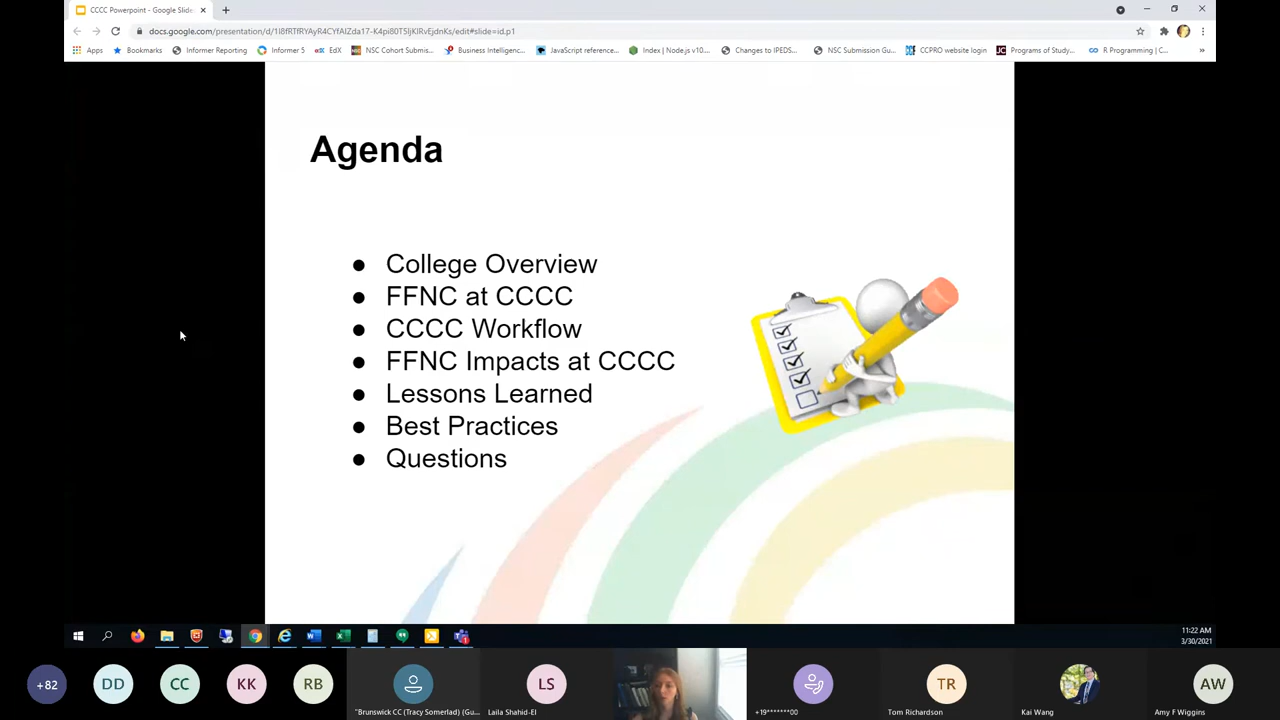 CCCC Powerpoint - Google Slide
docs.google.com/presentation/d/1I8fRTfRYAyR4CYfAIZda17-K4pi80T5ljKlRvEjdnKs/edit#slide=id.p1
Apps Bookmarks Informer Reporting Informer 5 EdX NSC Cohort Submis... Business Intelligenc... JavaScript reference... Index | Node.js v10.... Changes to IPEDS... NSC Submission Gu... CCPRO website login Programs of Study... R Programming | C... »
Agenda
● College Overview
● FFNC at CCCC
● CCCC Workflow
● FFNC Impacts at CCCC
● Lessons Learned
● Best Practices
● Questions
11:22 AM
3/30/2021
+82 DD CC KK RB LS TR AW
"Brunswick CC (Tracy Somerlad) (Gu... Laila Shahid-El +19*******00 Tom Richardson Kai Wang Amy F Wiggins